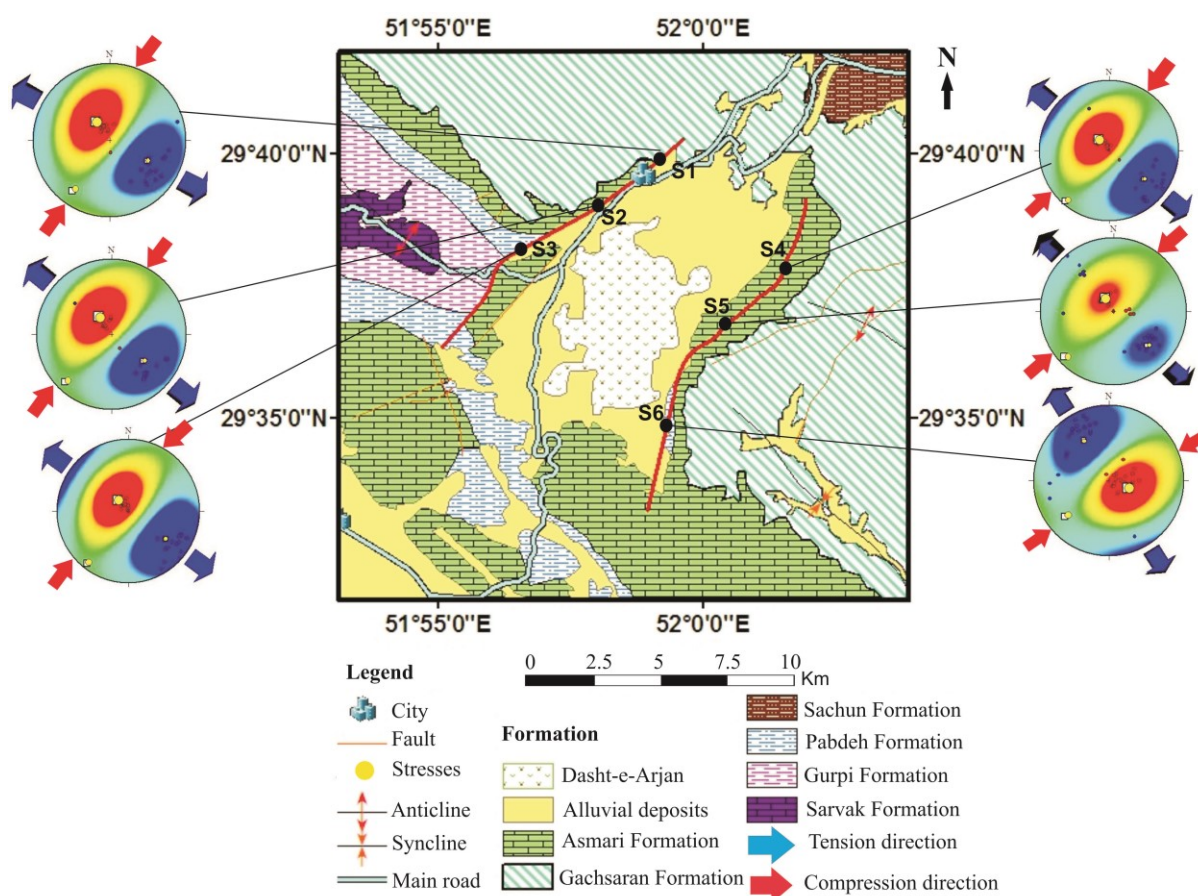 51°55'0"E 52°0'0"E
N
N
N
29°40'0"N
29°40'0"N
S1
S2
S3
S4
N
N
S5
29°35'0"N
29°35'0"N
S6
N
N
51°55'0"E 52°0'0"E
0 2.5 5 7.5 10
Km
Legend
City
Fault
Stresses
Anticline
Syncline
Main road
Formation
Dasht-e-Arjan
Alluvial deposits
Asmari Formation
Gachsaran Formation
Sachun Formation
Pabdeh Formation
Gurpi Formation
Sarvak Formation
Tension direction
Compression direction